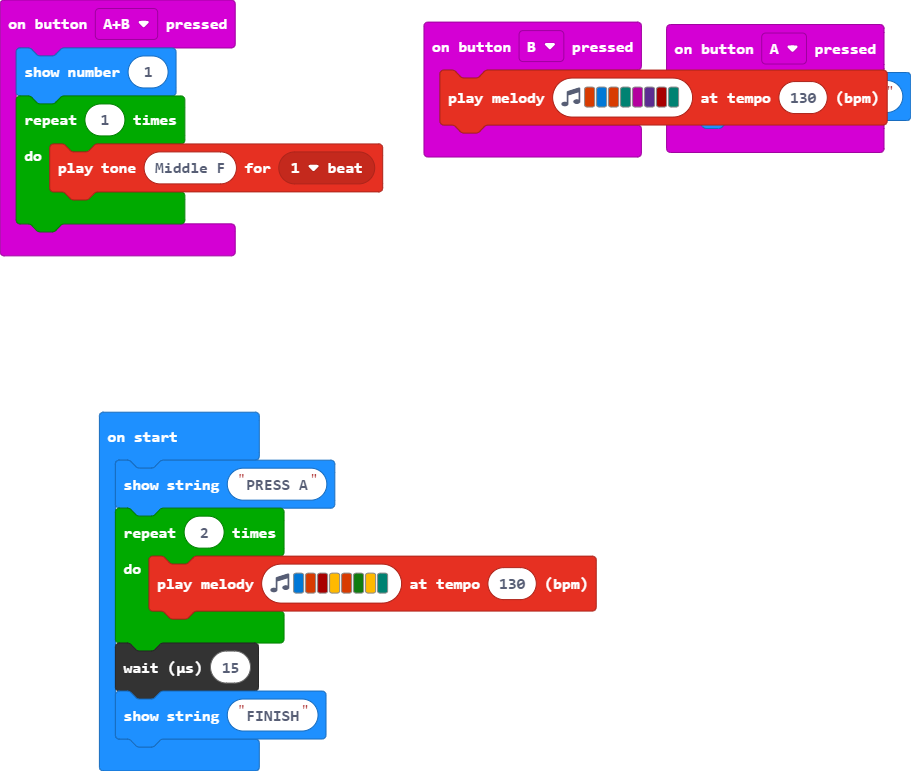 on button A+B pressed
show number 1
repeat 1 times
do
play tone Middle F for 1 beat
on button B pressed
play melody at tempo 130 (bpm)
on button A pressed
"
on start
show string "PRESS A"
repeat 2 times
do
play melody at tempo 130 (bpm)
wait (µs) 15
show string "FINISH"